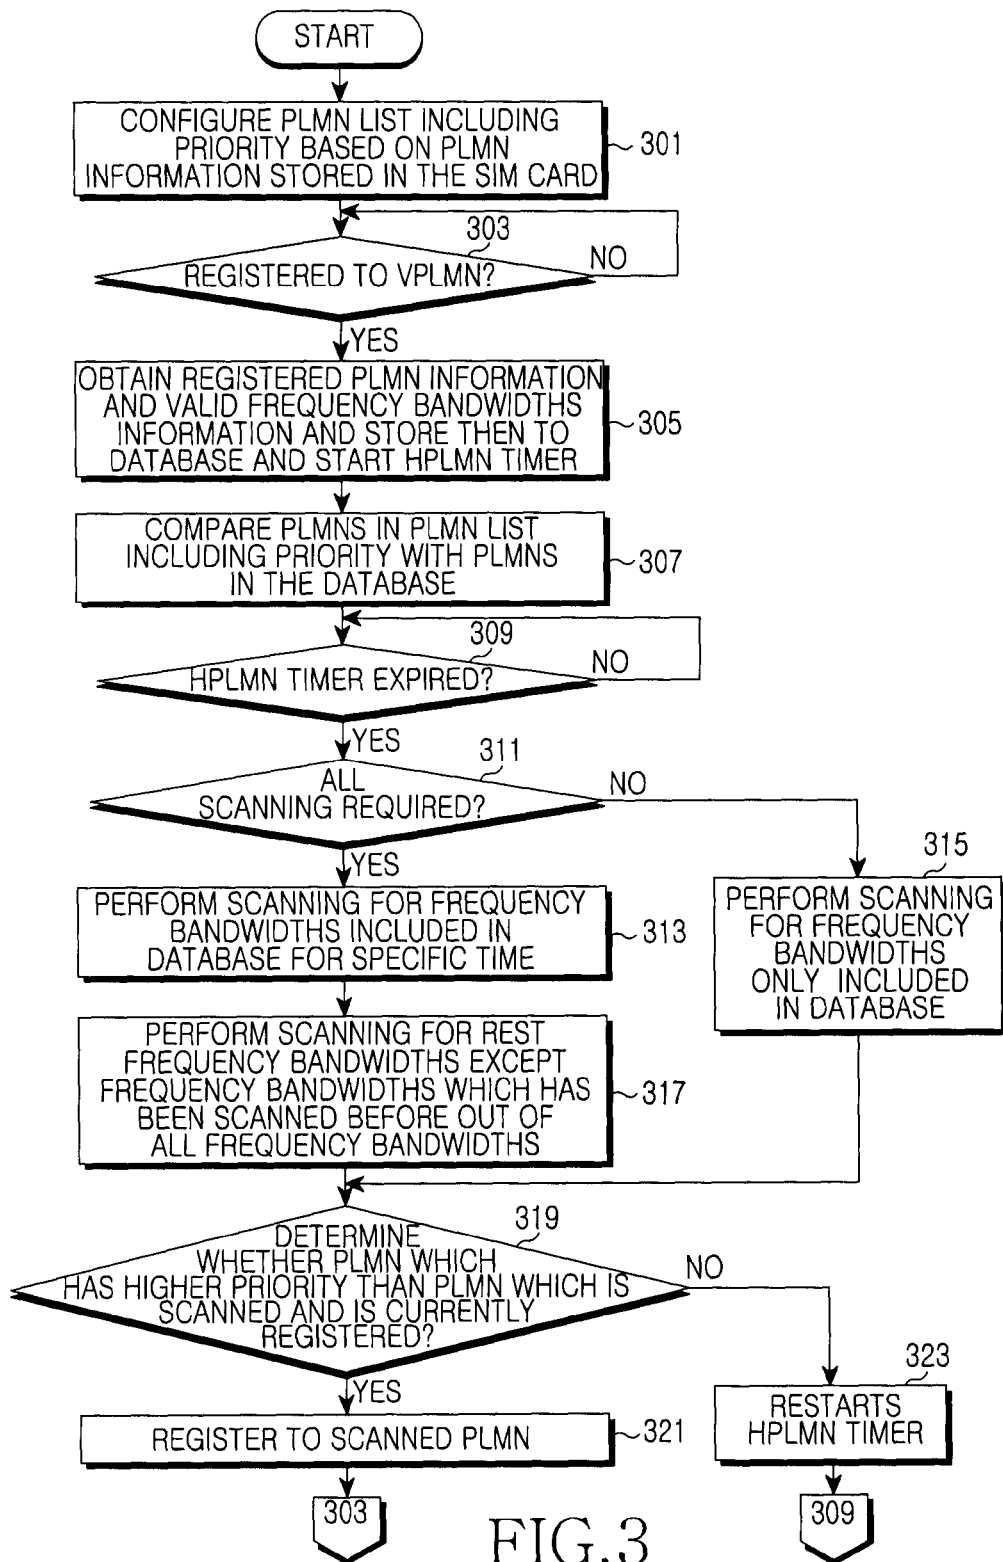 START
CONFIGURE PLMN LIST INCLUDING
PRIORITY BASED ON PLMN
INFORMATION STORED IN THE SIM CARD
301
303
REGISTERED TO VPLMN?
NO
YES
OBTAIN REGISTERED PLMN INFORMATION
AND VALID FREQUENCY BANDWIDTHS
INFORMATION AND STORE THEN TO
DATABASE AND START HPLMN TIMER
305
COMPARE PLMNS IN PLMN LIST
INCLUDING PRIORITY WITH PLMNS
IN THE DATABASE
307
309
HPLMN TIMER EXPIRED?
NO
YES
311
ALL
SCANNING REQUIRED?
NO
YES
315
PERFORM SCANNING FOR FREQUENCY
BANDWIDTHS INCLUDED IN
DATABASE FOR SPECIFIC TIME
313
PERFORM SCANNING
FOR FREQUENCY
BANDWIDTHS
ONLY INCLUDED
IN DATABASE
PERFORM SCANNING FOR REST
FREQUENCY BANDWIDTHS EXCEPT
FREQUENCY BANDWIDTHS WHICH HAS
BEEN SCANNED BEFORE OUT OF
ALL FREQUENCY BANDWIDTHS
317
319
DETERMINE
WHETHER PLMN WHICH
HAS HIGHER PRIORITY THAN PLMN WHICH IS
SCANNED AND IS CURRENTLY
REGISTERED?
NO
YES
323
RESTARTS
HPLMN TIMER
REGISTER TO SCANNED PLMN
321
303
309
FIG.3